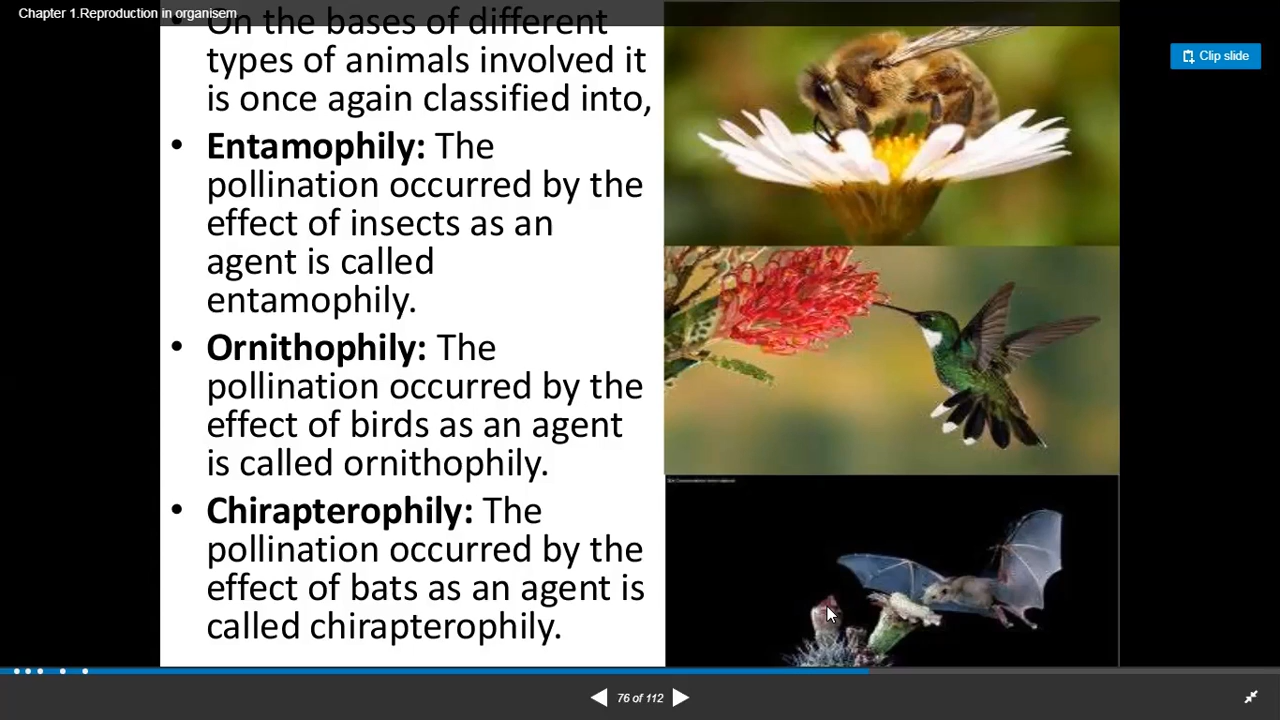 Chapter 1.Reproduction in organisem
• On the bases of different
types of animals involved it
is once again classified into,
• Entamophily: The
pollination occurred by the
effect of insects as an
agent is called
entamophily.
• Ornithophily: The
pollination occurred by the
effect of birds as an agent
is called ornithophily.
• Chirapterophily: The
pollination occurred by the
effect of bats as an agent is
called chirapterophily.
Clip slide
76 of 112